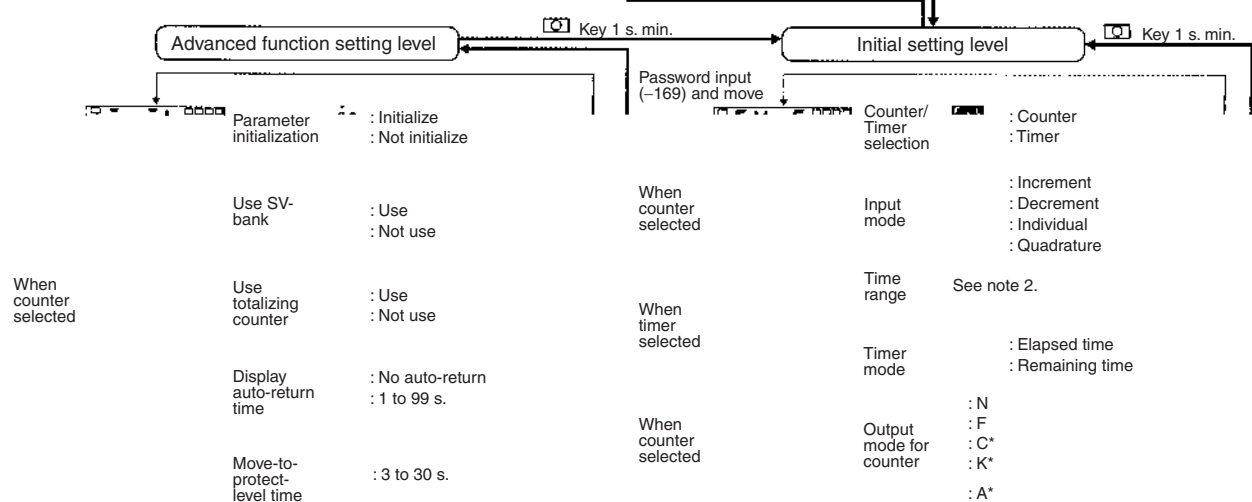 Key 1 s. min.
Key 1 s. min.
Advanced function setting level
Initial setting level
Password input
(–169) and move
Parameter
initialization
: Initialize
: Not initialize
Use SV-
bank
: Use
: Not use
When
counter
selected
Use
totalizing
counter
: Use
: Not use
Display
auto-return
time
: No auto-return
: 1 to 99 s.
Move-to-
protect-
level time
: 3 to 30 s.
Counter/
Timer
selection
: Counter
: Timer
When
counter
selected
Input
mode
: Increment
: Decrement
: Individual
: Quadrature
When
timer
selected
Time
range
See note 2.
Timer
mode
: Elapsed time
: Remaining time
When
counter
selected
Output
mode for
counter
: N
: F
: C*
: K*
: A*